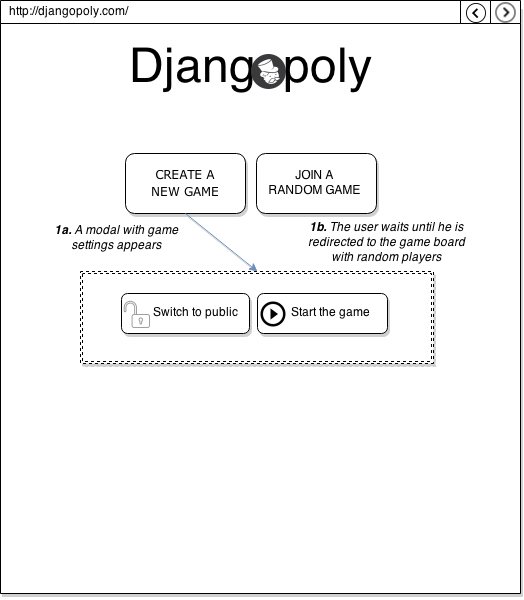 http://djangopoly.com/
Djangopoly
CREATE A
NEW GAME
JOIN A
RANDOM GAME
1a. A modal with game
settings appears
1b. The user waits until he is
redirected to the game board
with random players
Switch to public
Start the game